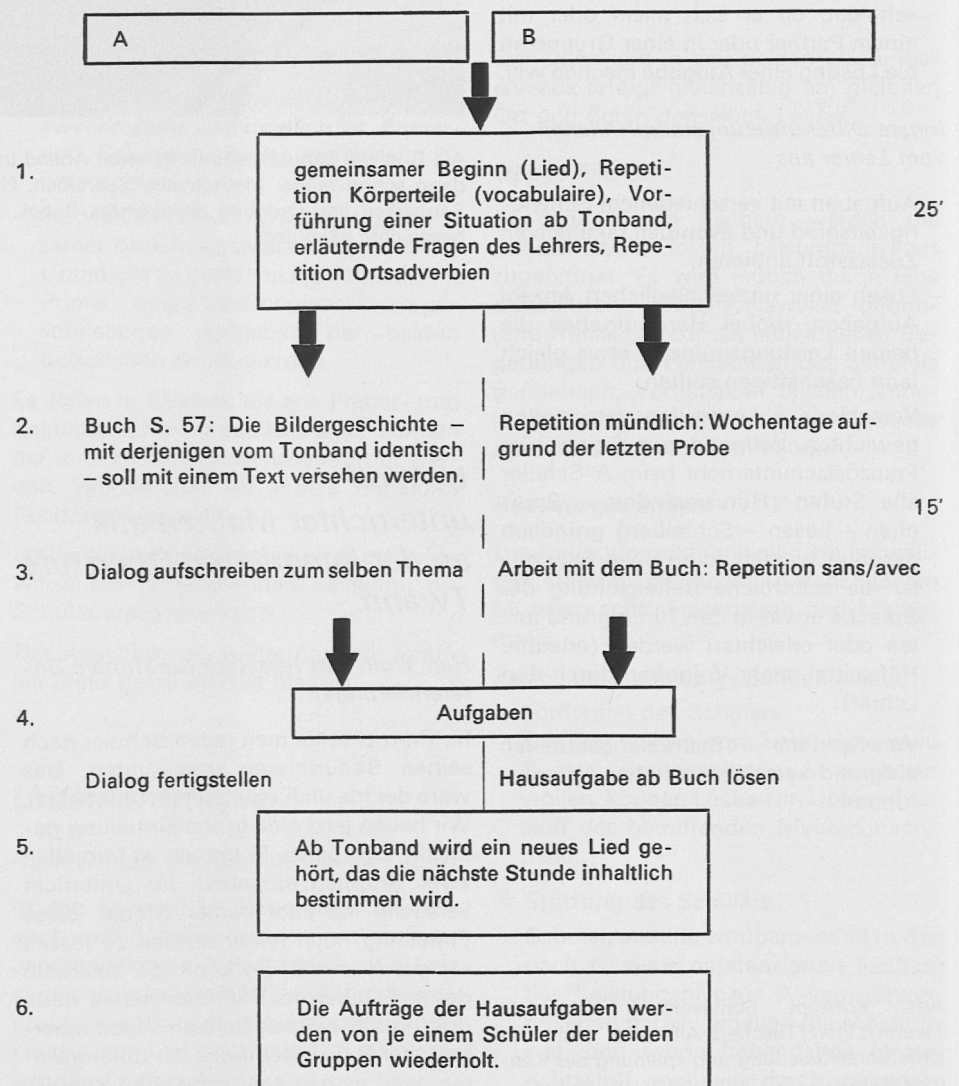 A
B
1.
gemeinsamer Beginn (Lied), Repeti-
tion Körperteile (vocabulaire), Vor-
führung einer Situation ab Tonband,
erläuternde Fragen des Lehrers, Repe-
tition Ortsadverbien
25'
2.
Buch S. 57: Die Bildergeschichte –
mit derjenigen vom Tonband identisch
– soll mit einem Text versehen werden.
Repetition mündlich: Wochentage auf-
grund der letzten Probe
15'
3.
Dialog aufschreiben zum selben Thema
Arbeit mit dem Buch: Repetition sans/avec
4.
Aufgaben
Dialog fertigstellen
Hausaufgabe ab Buch lösen
5.
Ab Tonband wird ein neues Lied ge-
hört, das die nächste Stunde inhaltlich
bestimmen wird.
6.
Die Aufträge der Hausaufgaben wer-
den von je einem Schüler der beiden
Gruppen wiederholt.